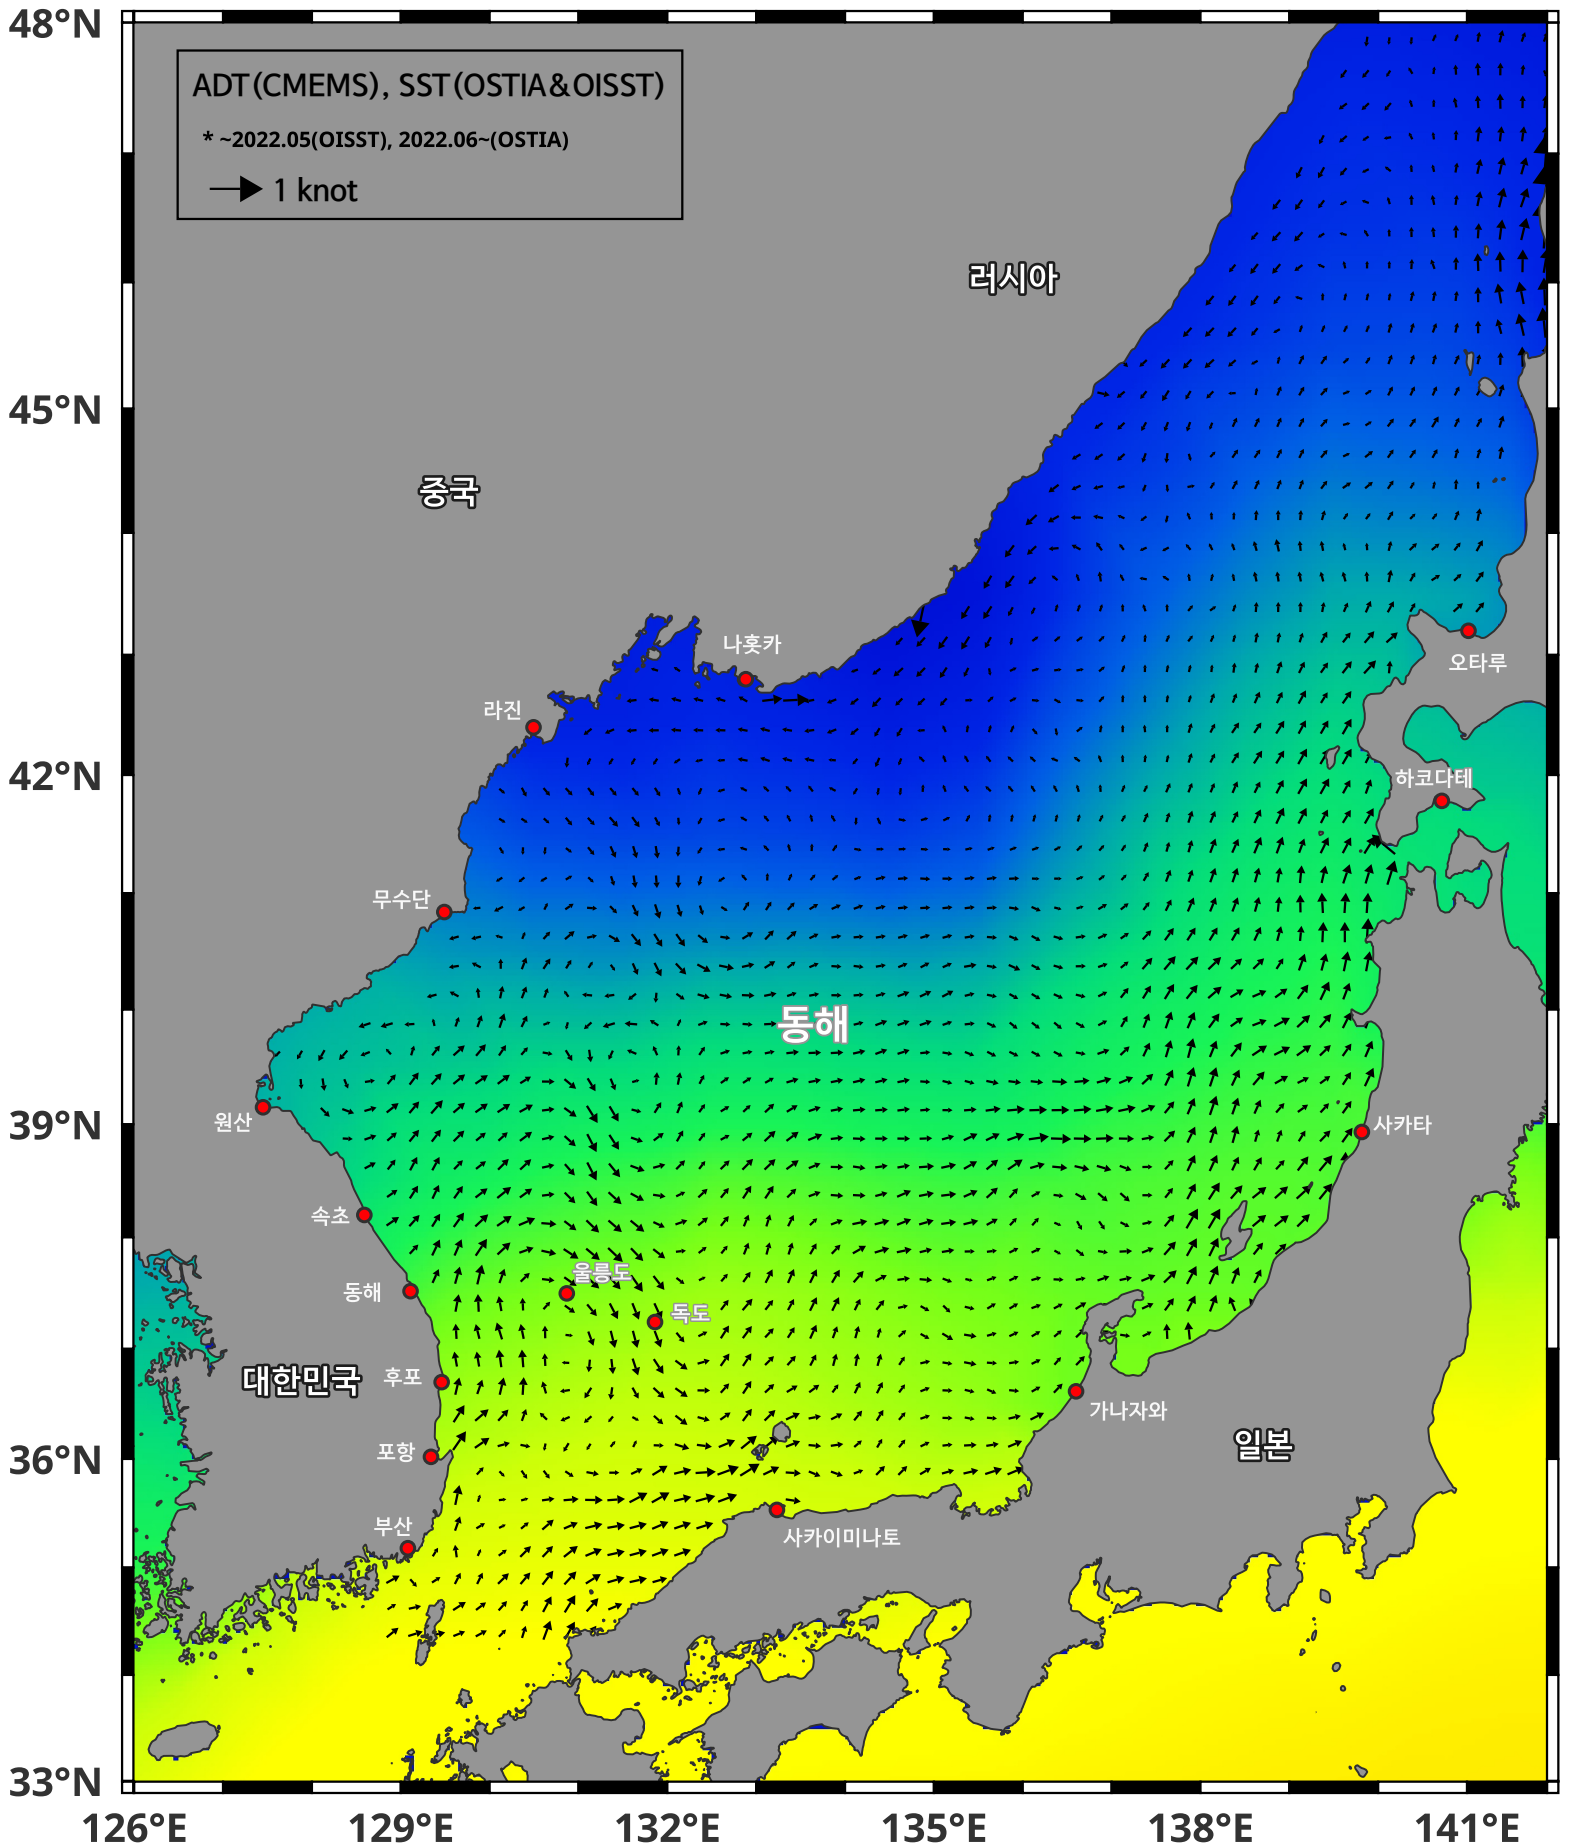 48°N
ADT(CMEMS), SST(OSTIA&OISST)
* ~2022.05(OISST), 2022.06~(OSTIA)
1 knot
러시아
45°N
중국
나홋카
오타루
라진
42°N
하코다테
무수단
동해
39°N
원산
사카타
속초
울릉도
동해
독도
대한민국
후포
가나자와
36°N
포항
일본
부산
사카이미나토
33°N
126°E
129°E
132°E
135°E
138°E
141°E